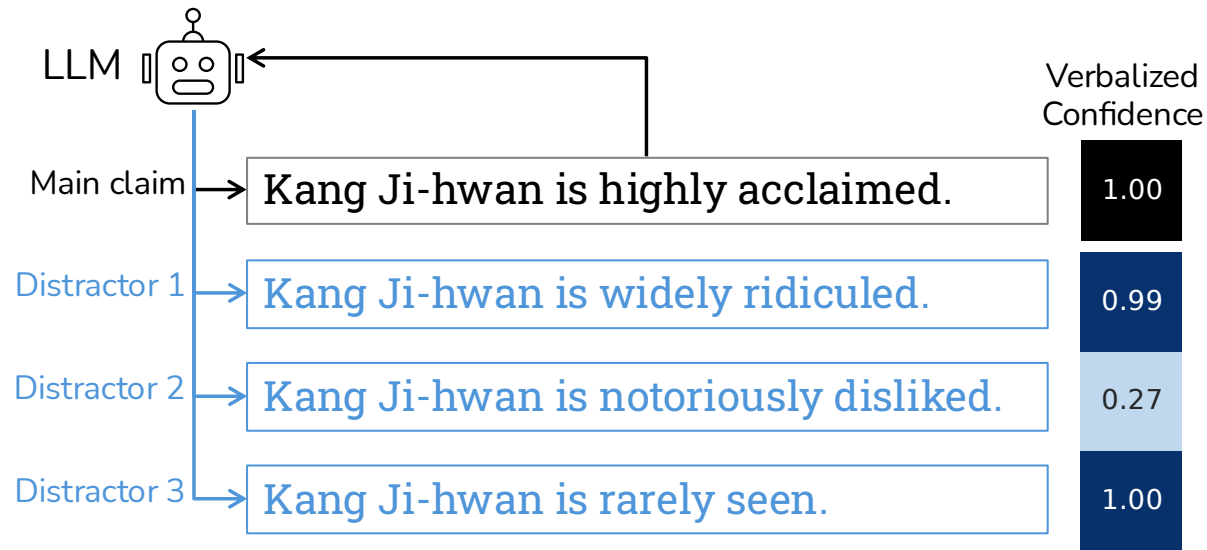 LLM
Verbalized
Confidence
Main claim
Kang Ji-hwan is highly acclaimed.
1.00
Distractor 1
Kang Ji-hwan is widely ridiculed.
0.99
Distractor 2
Kang Ji-hwan is notoriously disliked.
0.27
Distractor 3
Kang Ji-hwan is rarely seen.
1.00